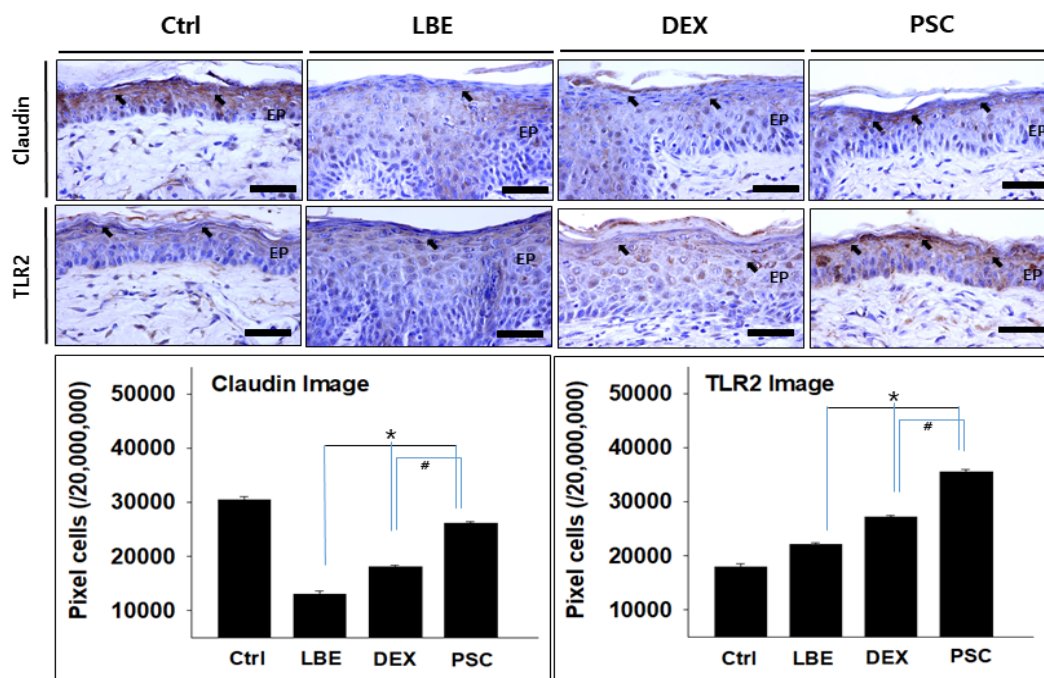 Ctrl LBE DEX PSC
Claudin
EP EP EP EP
TLR2
EP EP EP EP
Claudin Image
Pixel cells (/20,000,000)
50000
40000
30000
20000
10000
*
#
Ctrl LBE DEX PSC
TLR2 Image
Pixel cells (/20,000,000)
50000
40000
30000
20000
10000
*
#
Ctrl LBE DEX PSC